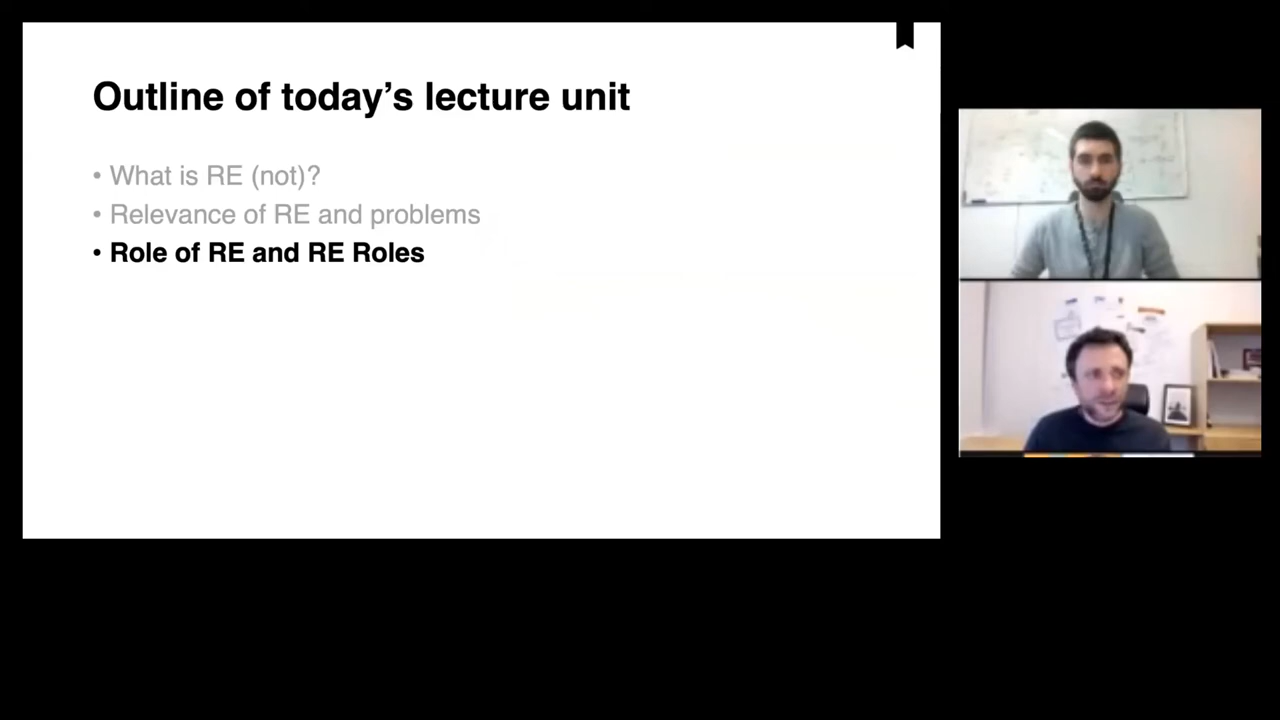 Outline of today’s lecture unit
• What is RE (not)?
• Relevance of RE and problems
• Role of RE and RE Roles